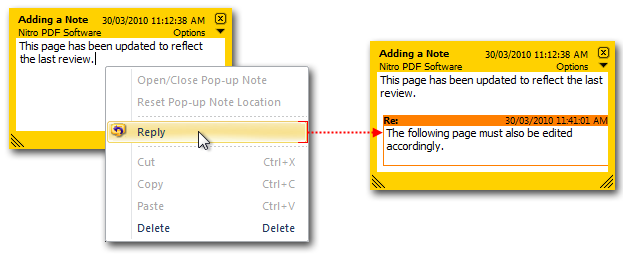 Adding a Note 30/03/2010 11:12:38 AM
Nitro PDF Software Options
This page has been updated to reflect
the last review.
Open/Close Pop-up Note
Reset Pop-up Note Location
Reply
Cut Ctrl+X
Copy Ctrl+C
Paste Ctrl+V
Delete Delete
Adding a Note 30/03/2010 11:12:38 AM
Nitro PDF Software Options
This page has been updated to reflect the last
review.
Re: 30/03/2010 11:41:01 AM
The following page must also be edited
accordingly.